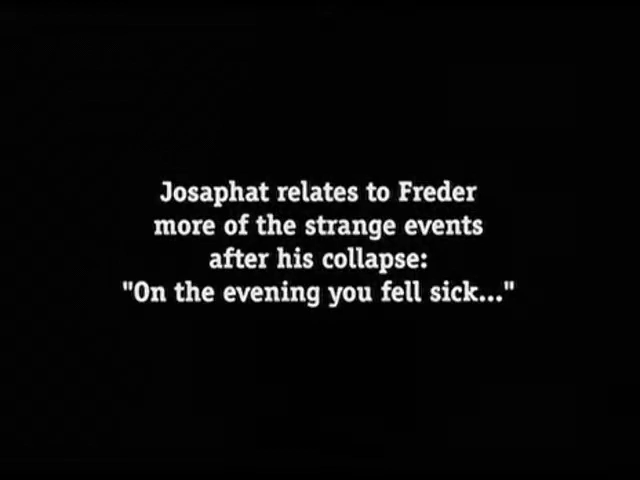 Josaphat relates to Freder
more of the strange events
after his collapse:
"On the evening you fell sick..."